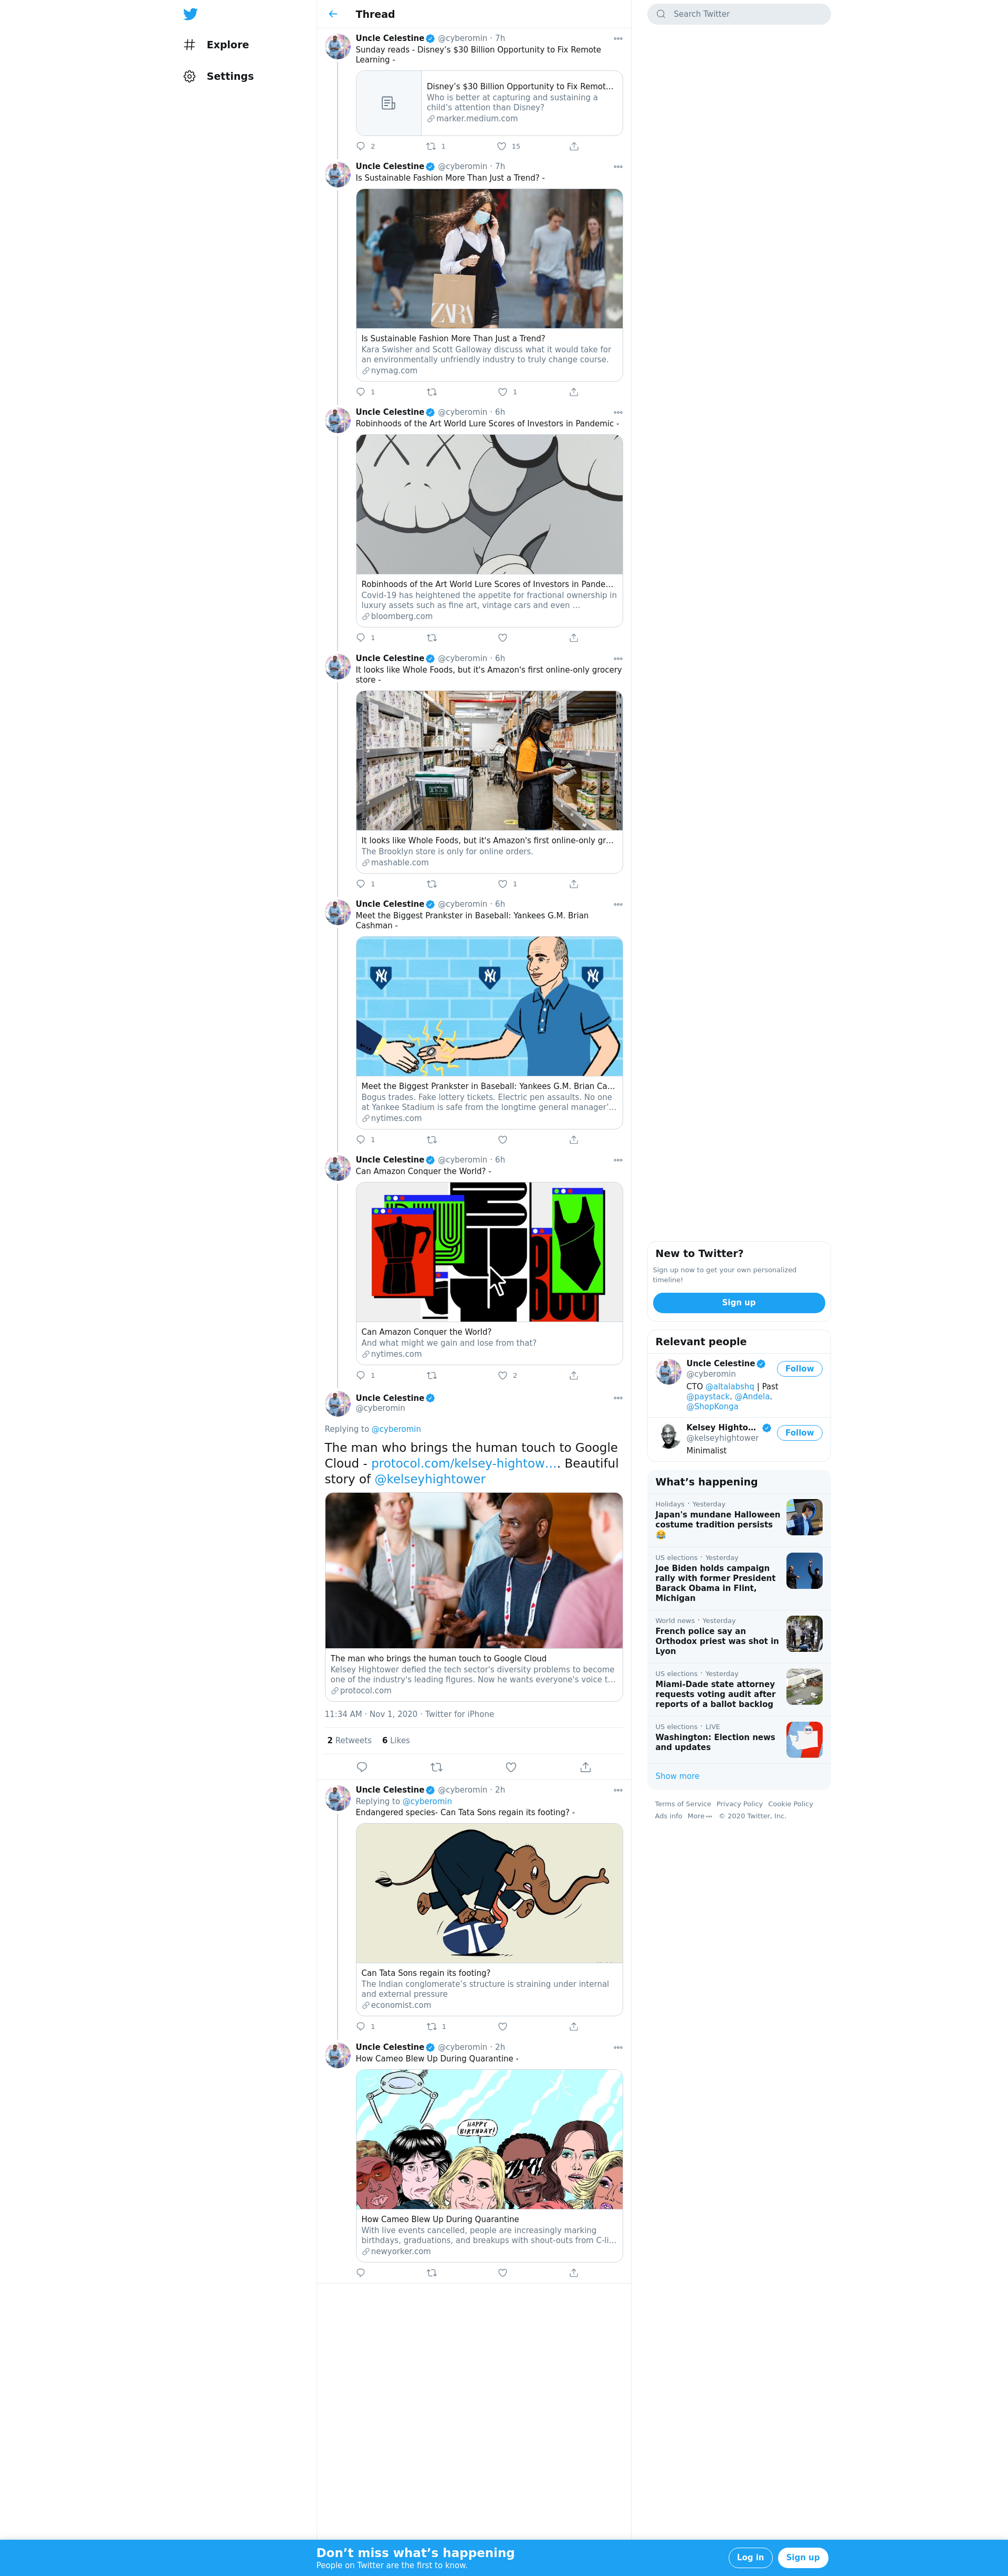 Explore
Settings
Thread
Search Twitter
Uncle Celestine @cyberomin · 7h
Sunday reads - Disney's $30 Billion Opportunity to Fix Remote
Learning -
Disney's $30 Billion Opportunity to Fix Remot…
Who is better at capturing and sustaining a
child's attention than Disney?
marker.medium.com
2 1 15
Uncle Celestine @cyberomin · 7h
Is Sustainable Fashion More Than Just a Trend? -
ZARA
Is Sustainable Fashion More Than Just a Trend?
Kara Swisher and Scott Galloway discuss what it would take for
an environmentally unfriendly industry to truly change course.
nymag.com
1 1
Uncle Celestine @cyberomin · 6h
Robinhoods of the Art World Lure Scores of Investors in Pandemic -
Robinhoods of the Art World Lure Scores of Investors in Pande…
Covid-19 has heightened the appetite for fractional ownership in
luxury assets such as fine art, vintage cars and even …
bloomberg.com
1
Uncle Celestine @cyberomin · 6h
It looks like Whole Foods, but it's Amazon's first online-only grocery
store -
It looks like Whole Foods, but it's Amazon's first online-only gr…
The Brooklyn store is only for online orders.
mashable.com
1 1
Uncle Celestine @cyberomin · 6h
Meet the Biggest Prankster in Baseball: Yankees G.M. Brian
Cashman -
Meet the Biggest Prankster in Baseball: Yankees G.M. Brian Ca…
Bogus trades. Fake lottery tickets. Electric pen assaults. No one
at Yankee Stadium is safe from the longtime general manager'…
nytimes.com
1
Uncle Celestine @cyberomin · 6h
Can Amazon Conquer the World? -
Can Amazon Conquer the World?
And what might we gain and lose from that?
nytimes.com
1 2
Uncle Celestine
@cyberomin
Replying to @cyberomin
The man who brings the human touch to Google
Cloud - protocol.com/kelsey-hightow…. Beautiful
story of @kelseyhightower
The man who brings the human touch to Google Cloud
Kelsey Hightower defied the tech sector's diversity problems to become
one of the industry's leading figures. Now he wants everyone's voice t…
protocol.com
11:34 AM · Nov 1, 2020 · Twitter for iPhone
2 Retweets 6 Likes
Uncle Celestine @cyberomin · 2h
Replying to @cyberomin
Endangered species- Can Tata Sons regain its footing? -
Can Tata Sons regain its footing?
The Indian conglomerate's structure is straining under internal
and external pressure
economist.com
1 1
Uncle Celestine @cyberomin · 2h
How Cameo Blew Up During Quarantine -
HAPPY
BIRTHDAY!
How Cameo Blew Up During Quarantine
With live events cancelled, people are increasingly marking
birthdays, graduations, and breakups with shout-outs from C-li…
newyorker.com
New to Twitter?
Sign up now to get your own personalized
timeline!
Sign up
Relevant people
Uncle Celestine
@cyberomin
Follow
CTO @altalabshq | Past
@paystack, @Andela,
@ShopKonga
Kelsey Highto…
@kelseyhightower
Follow
Minimalist
What's happening
Holidays · Yesterday
Japan's mundane Halloween
costume tradition persists
😂
US elections · Yesterday
Joe Biden holds campaign
rally with former President
Barack Obama in Flint,
Michigan
World news · Yesterday
French police say an
Orthodox priest was shot in
Lyon
US elections · Yesterday
Miami-Dade state attorney
requests voting audit after
reports of a ballot backlog
US elections · LIVE
Washington: Election news
and updates
Show more
Terms of Service Privacy Policy Cookie Policy
Ads info More © 2020 Twitter, Inc.
Don't miss what's happening
People on Twitter are the first to know.
Log in
Sign up